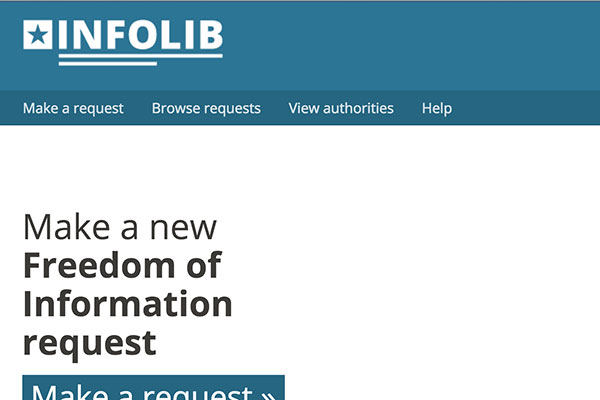 INFOLIB
Make a request Browse requests View authorities Help
Make a new
Freedom of
Information
request
Make a request »